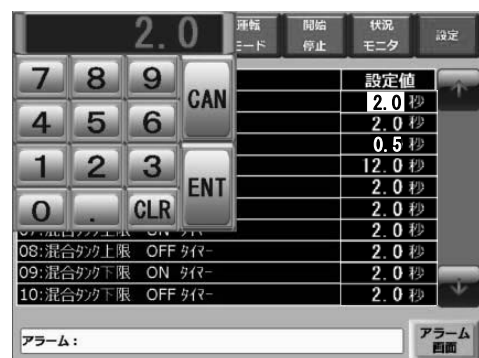 2.0
運転
モード
開始
停止
状況
モニタ
設定
7 8 9 CAN
4 5 6
1 2 3 ENT
0 . CLR
設定値
2.0 秒
2.0 秒
0.5 秒
12.0 秒
2.0 秒
2.0 秒
2.0 秒
08:混合タンク上限 OFF タイマー 2.0 秒
09:混合タンク下限 ON タイマー 2.0 秒
10:混合タンク下限 OFF タイマー 2.0 秒
アラーム:
アラーム
画面